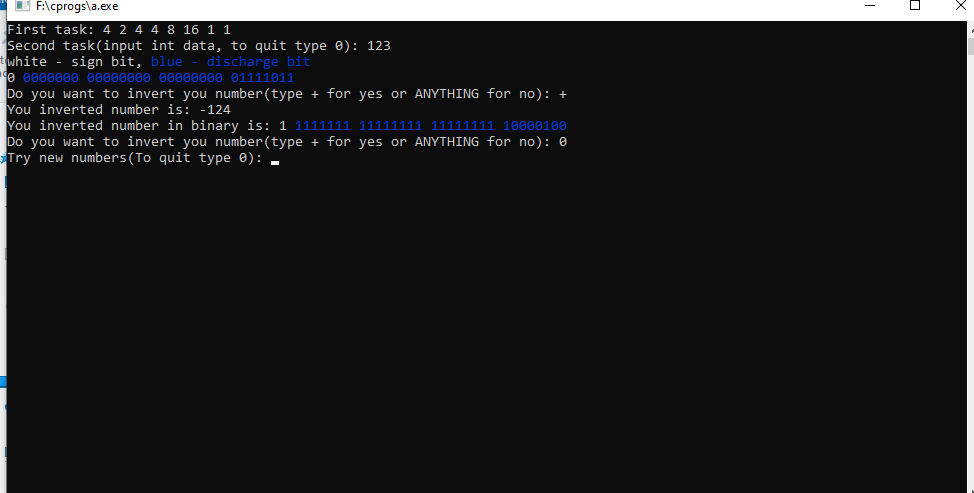 F:\cprogs\a.exe
First task: 4 2 4 4 8 16 1 1
Second task(input int data, to quit type 0): 123
white - sign bit, blue - discharge bit
0 0000000 00000000 00000000 01111011
Do you want to invert you number(type + for yes or ANYTHING for no): +
You inverted number is: -124
You inverted number in binary is: 1 1111111 11111111 11111111 10000100
Do you want to invert you number(type + for yes or ANYTHING for no): 0
Try new numbers(To quit type 0):